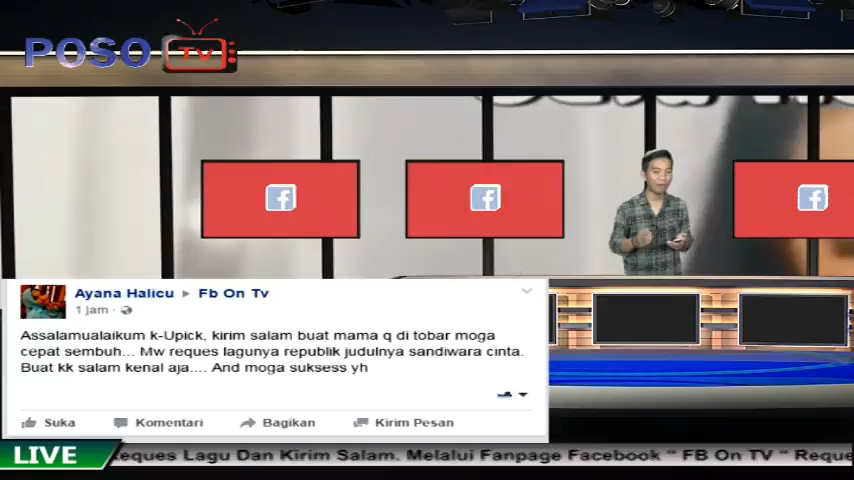 POSO TV
Ayana Halicu ▸ Fb On Tv
1 jam
Assalamualaikum k-Upick, kirim salam buat mama q di tobar moga
cepat sembuh... Mw reques lagunya republik judulnya sandiwara cinta.
Buat kk salam kenal aja.... And moga suksess yh
Suka Komentari Bagikan Kirim Pesan
LIVE eques Lagu Dan Kirim Salam. Melalui Fanpage Facebook " FB On TV " Reque